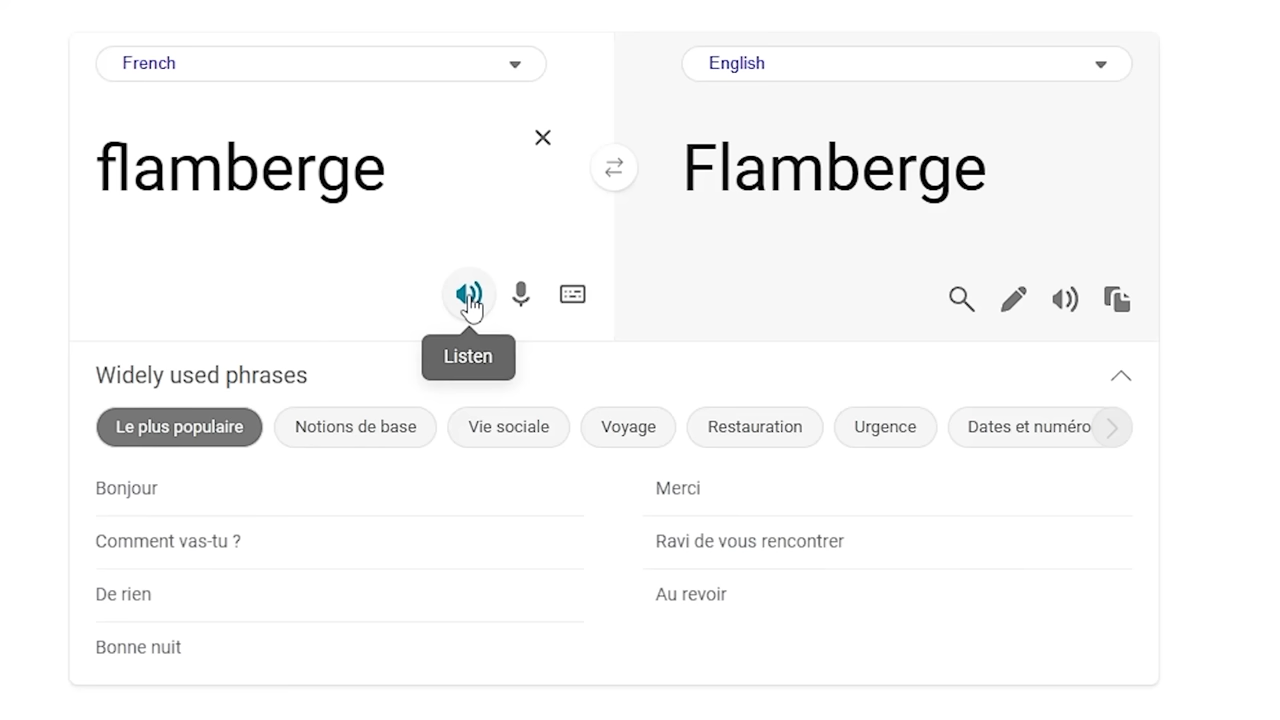 French
English
flamberge
Flamberge
Listen
Widely used phrases
Le plus populaire
Notions de base
Vie sociale
Voyage
Restauration
Urgence
Dates et numéro
Bonjour
Merci
Comment vas-tu ?
Ravi de vous rencontrer
De rien
Au revoir
Bonne nuit